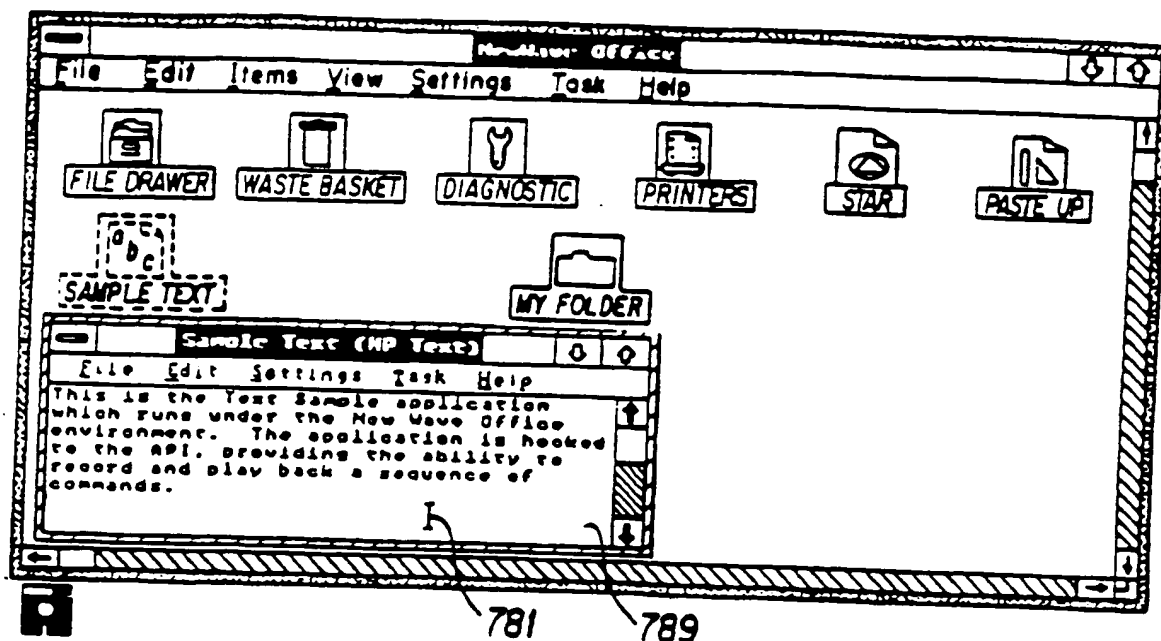 NewWave Office
File Edit Items View Settings Task Help
FILE DRAWER WASTE BASKET DIAGNOSTIC PRINTERS STAR PASTE UP
abc
SAMPLE TEXT MY FOLDER
Sample Text (HP Text)
File Edit Settings Task Help
This is the Text Sample application
which runs under the New Wave Office
environment. The application is hooked
to the API, providing the ability to
record and play back a sequence of
commands.
781 789